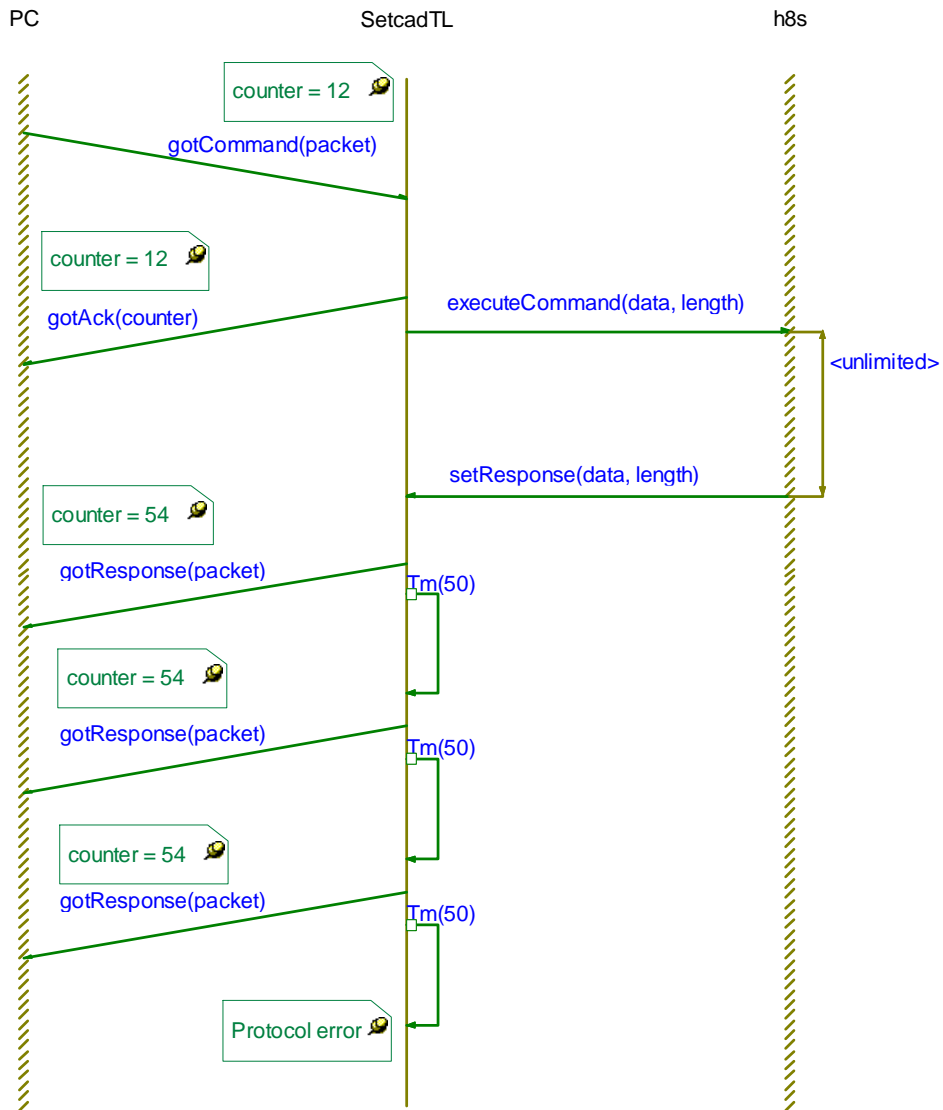 PC SetcadTL h8s
counter = 12
gotCommand(packet)
counter = 12
gotAck(counter)
executeCommand(data, length)
<unlimited>
setResponse(data, length)
counter = 54
gotResponse(packet)
Tm(50)
counter = 54
gotResponse(packet)
Tm(50)
counter = 54
gotResponse(packet)
Tm(50)
Protocol error